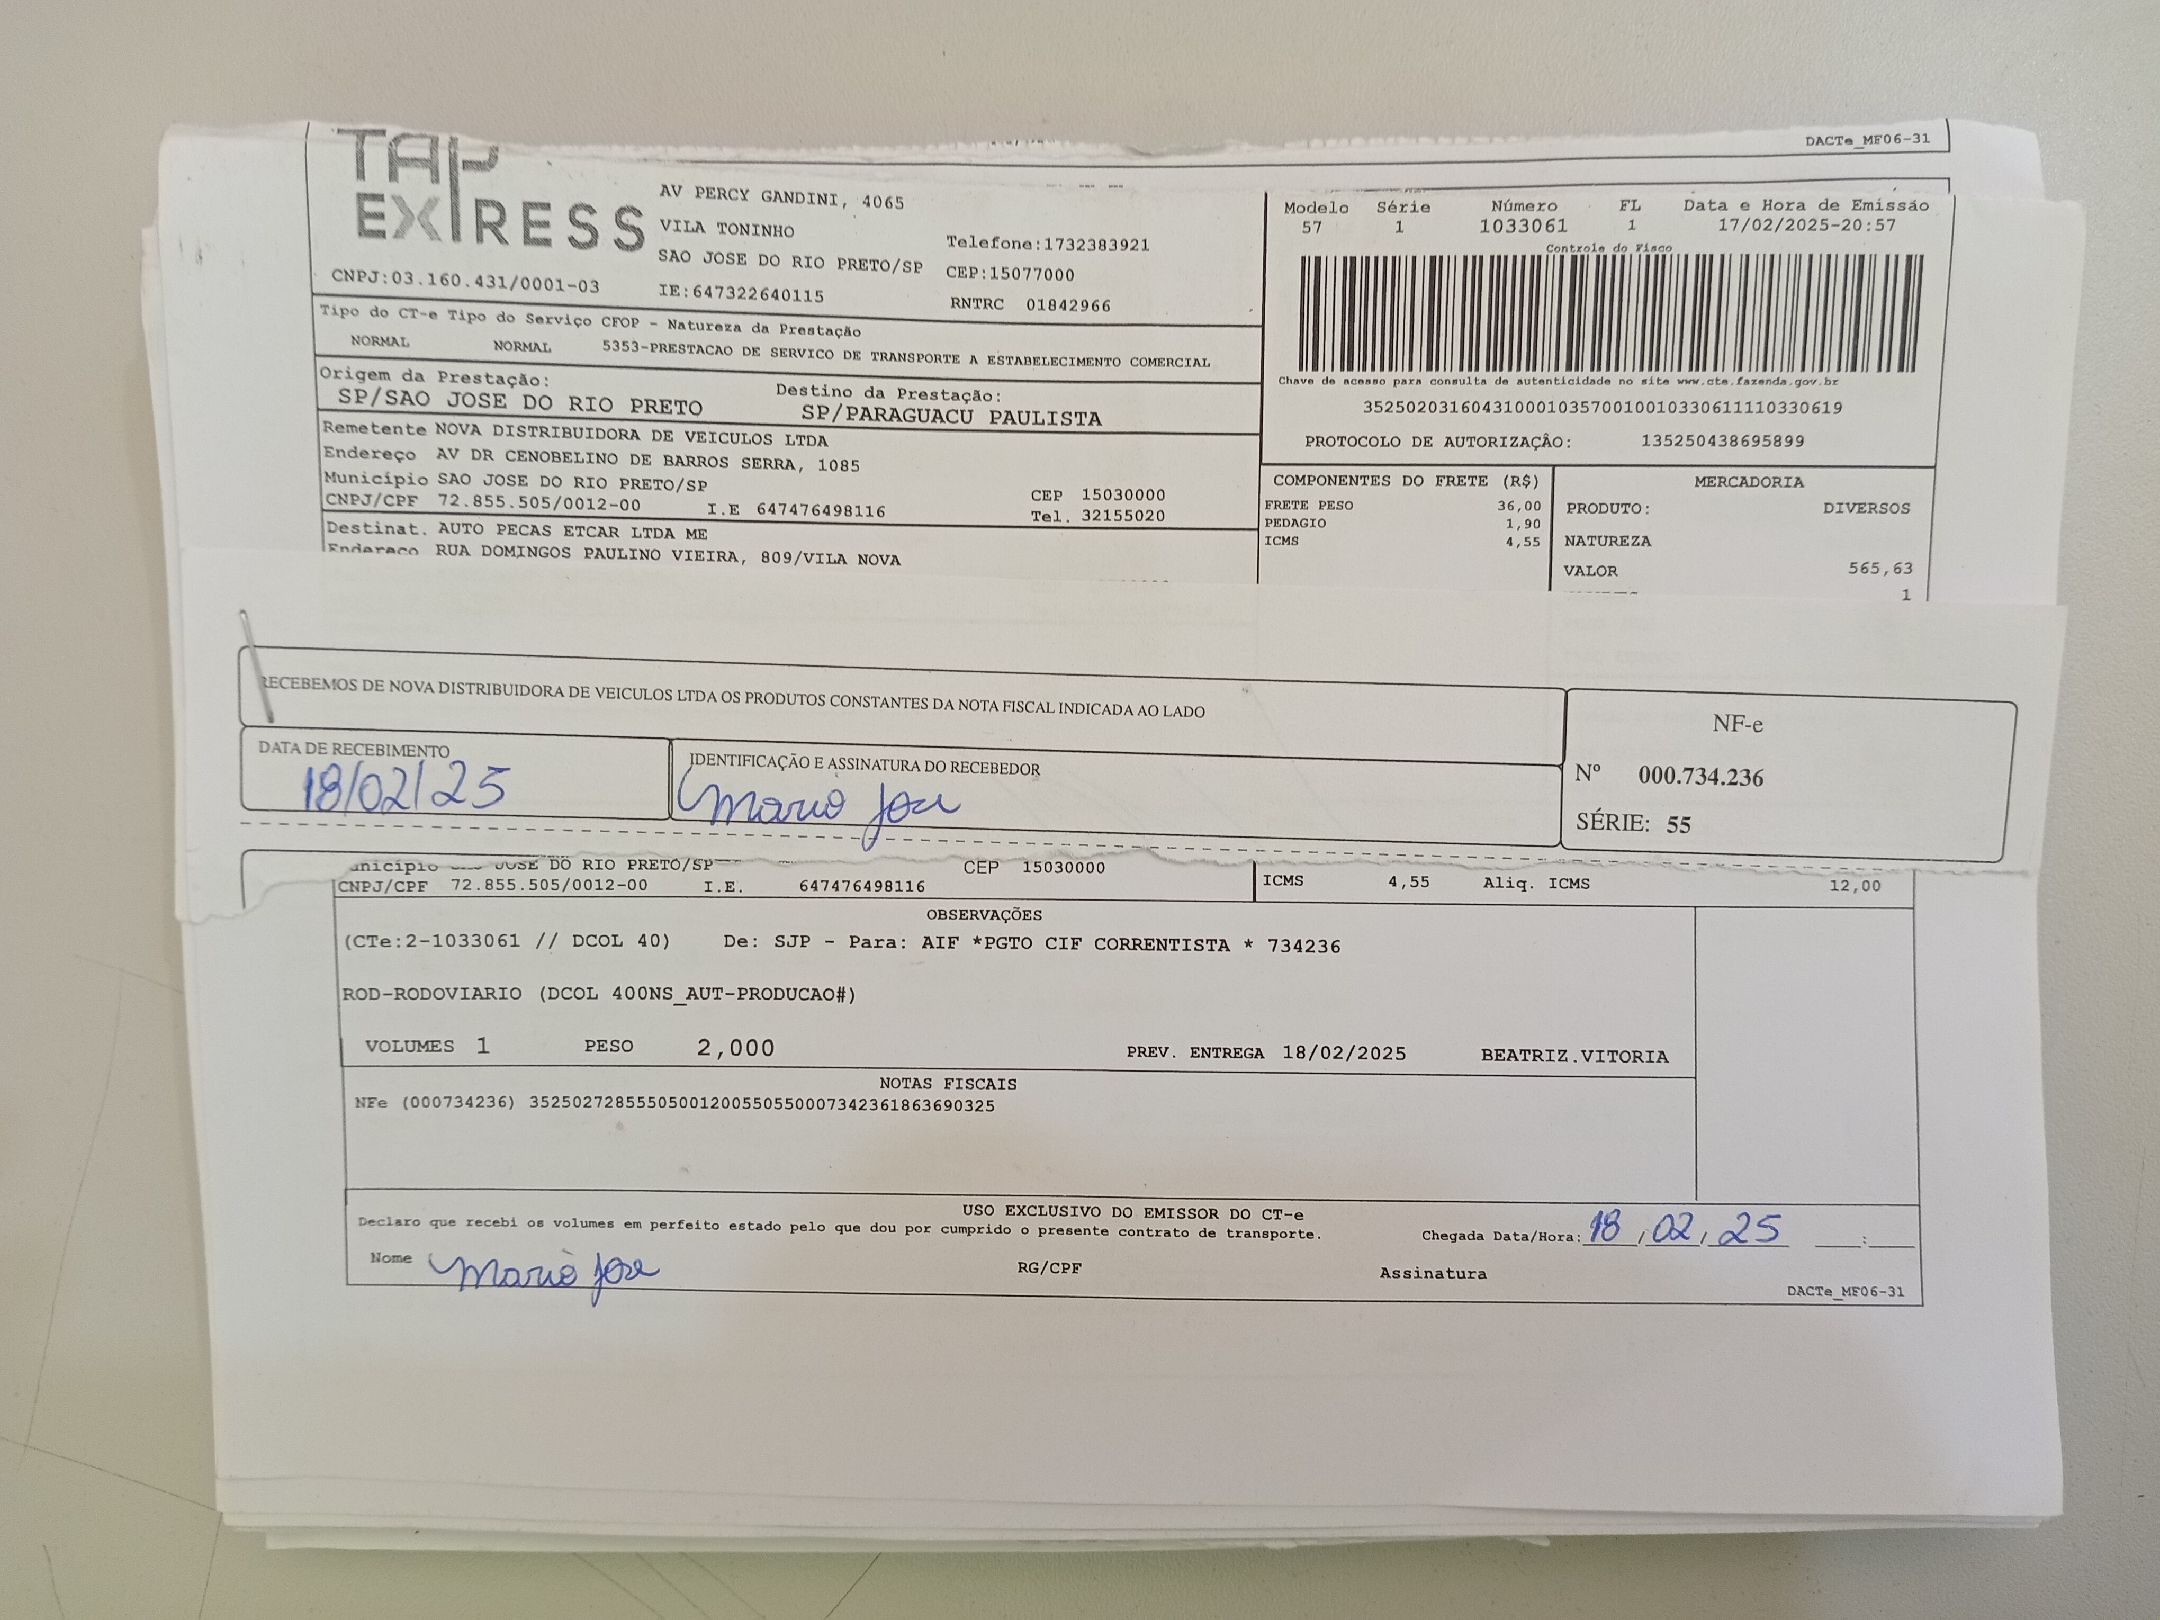 DACTe_MF06-31
TAP EXPRESS
AV PERCY GANDINI, 4065
VILA TONINHO
SAO JOSE DO RIO PRETO/SP
IE:647322640115
CNPJ:03.160.431/0001-03
Telefone:1732383921
CEP:15077000
RNTRC 01842966
Modelo Série Número FL Data e Hora de Emissão
57 1 1033061 1 17/02/2025-20:57
Controle do Fisco
Chave de acesso para consulta de autenticidade no site www.cte.fazenda.gov.br
35250203160431000103570010010330611110330619
PROTOCOLO DE AUTORIZAÇÃO: 135250438695899
Tipo do CT-e Tipo do Serviço CFOP - Natureza da Prestação
NORMAL NORMAL 5353-PRESTACAO DE SERVICO DE TRANSPORTE A ESTABELECIMENTO COMERCIAL
Origem da Prestação: Destino da Prestação:
SP/SAO JOSE DO RIO PRETO SP/PARAGUACU PAULISTA
Remetente NOVA DISTRIBUIDORA DE VEICULOS LTDA
Endereço AV DR CENOBELINO DE BARROS SERRA, 1085
Município SAO JOSE DO RIO PRETO/SP CEP 15030000
CNPJ/CPF 72.855.505/0012-00 I.E 647476498116 Tel. 32155020
Destinat. AUTO PECAS ETCAR LTDA ME
Endereço RUA DOMINGOS PAULINO VIEIRA, 809/VILA NOVA
COMPONENTES DO FRETE (R$)
FRETE PESO 36,00
PEDAGIO 1,90
ICMS 4,55
MERCADORIA
PRODUTO: DIVERSOS
NATUREZA
VALOR 565,63
1
RECEBEMOS DE NOVA DISTRIBUIDORA DE VEICULOS LTDA OS PRODUTOS CONSTANTES DA NOTA FISCAL INDICADA AO LADO
DATA DE RECEBIMENTO
18/02/25
IDENTIFICAÇÃO E ASSINATURA DO RECEBEDOR
Mario Jose
NF-e
Nº 000.734.236
SÉRIE: 55
JOSE DO RIO PRETO/SP CEP 15030000
CNPJ/CPF 72.855.505/0012-00 I.E. 647476498116
ICMS 4,55 Aliq. ICMS 12,00
OBSERVAÇÕES
(CTe:2-1033061 // DCOL 40) De: SJP - Para: AIF *PGTO CIF CORRENTISTA * 734236
ROD-RODOVIARIO (DCOL 400NS_AUT-PRODUCAO#)
VOLUMES 1 PESO 2,000 PREV. ENTREGA 18/02/2025 BEATRIZ.VITORIA
NOTAS FISCAIS
NFe (000734236) 35250272855505001200550550007342361863690325
USO EXCLUSIVO DO EMISSOR DO CT-e
Declaro que recebi os volumes em perfeito estado pelo que dou por cumprido o presente contrato de transporte.
Chegada Data/Hora: 18, 02, 25 :
Nome Mario Jose RG/CPF Assinatura
DACTe_MF06-31